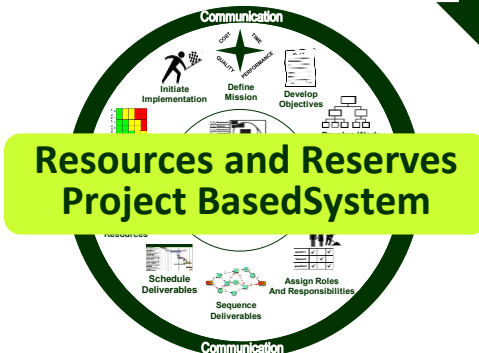 Communication
COST
TIME
QUALITY
PERFORMANCE
Initiate
Implementation
Define
Mission
Develop
Objectives
Resources and Reserves
Project BasedSystem
Resources
Schedule
Deliverables
Sequence
Deliverables
Assign Roles
And Responsibilities
Communication